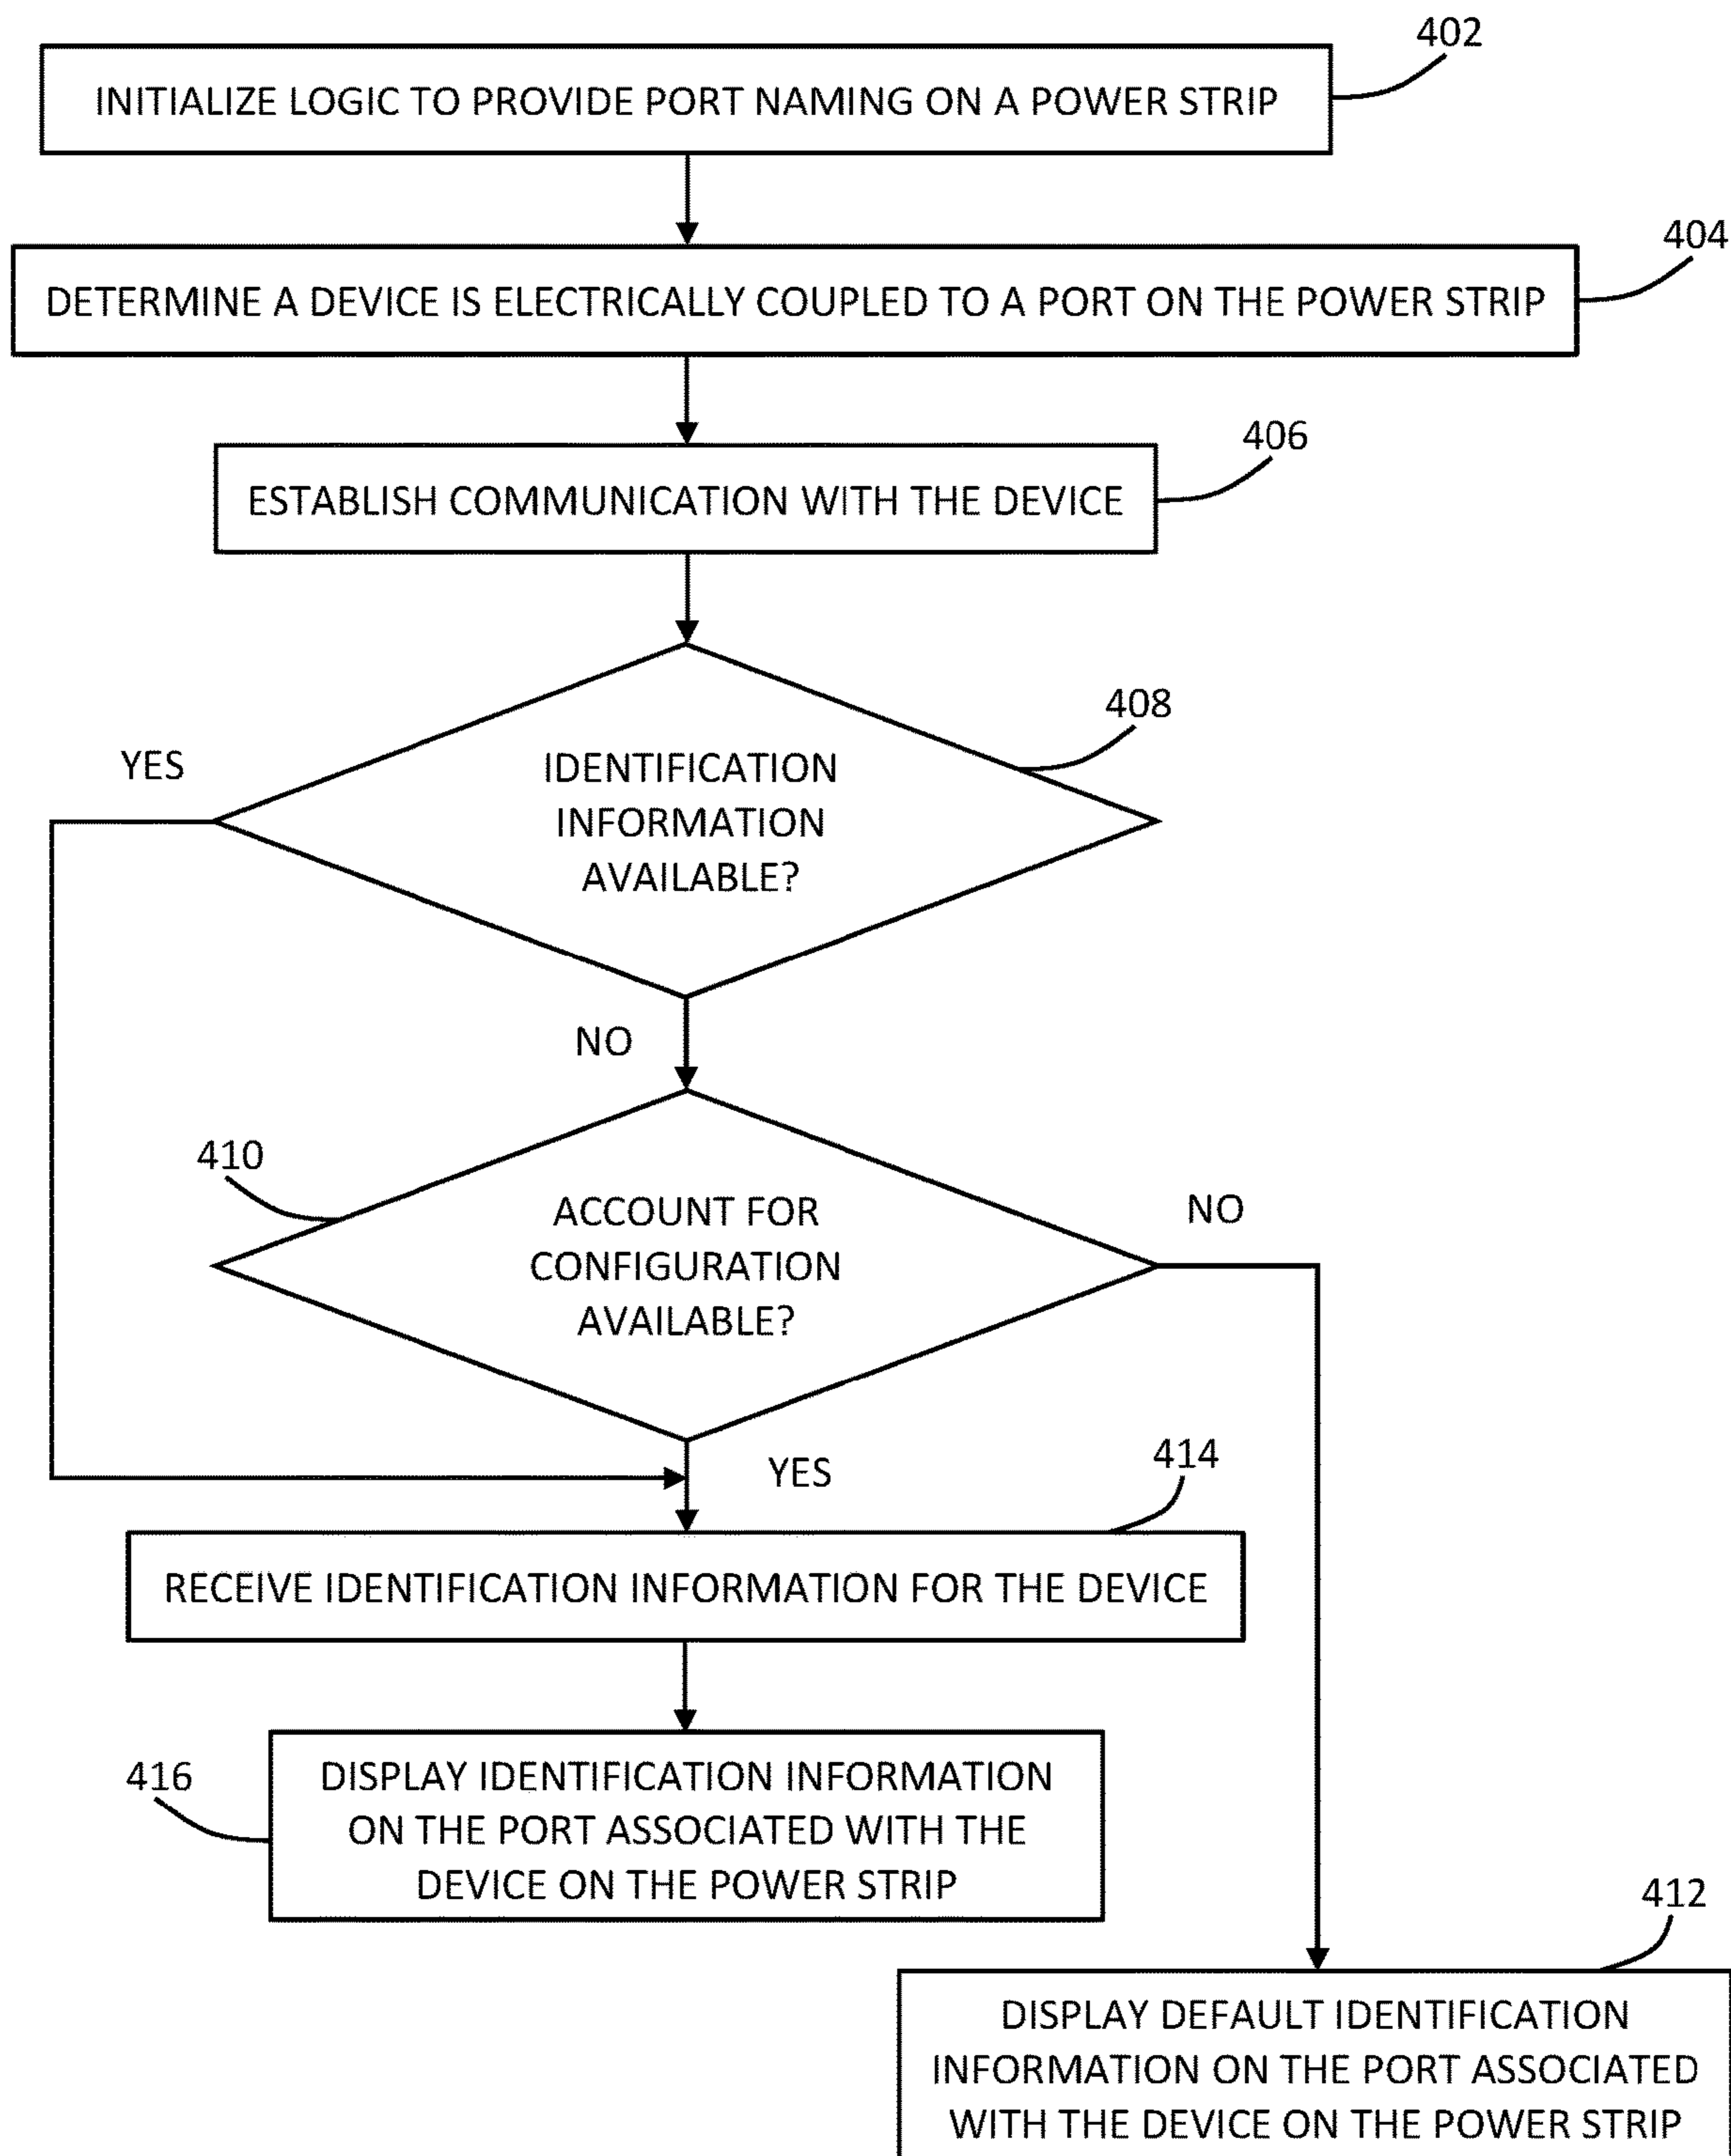 402
INITIALIZE LOGIC TO PROVIDE PORT NAMING ON A POWER STRIP
404
DETERMINE A DEVICE IS ELECTRICALLY COUPLED TO A PORT ON THE POWER STRIP
406
ESTABLISH COMMUNICATION WITH THE DEVICE
408
YES
IDENTIFICATION
INFORMATION
AVAILABLE?
NO
410
NO
ACCOUNT FOR
CONFIGURATION
AVAILABLE?
YES
414
RECEIVE IDENTIFICATION INFORMATION FOR THE DEVICE
416
DISPLAY IDENTIFICATION INFORMATION
ON THE PORT ASSOCIATED WITH THE
DEVICE ON THE POWER STRIP
412
DISPLAY DEFAULT IDENTIFICATION
INFORMATION ON THE PORT ASSOCIATED
WITH THE DEVICE ON THE POWER STRIP